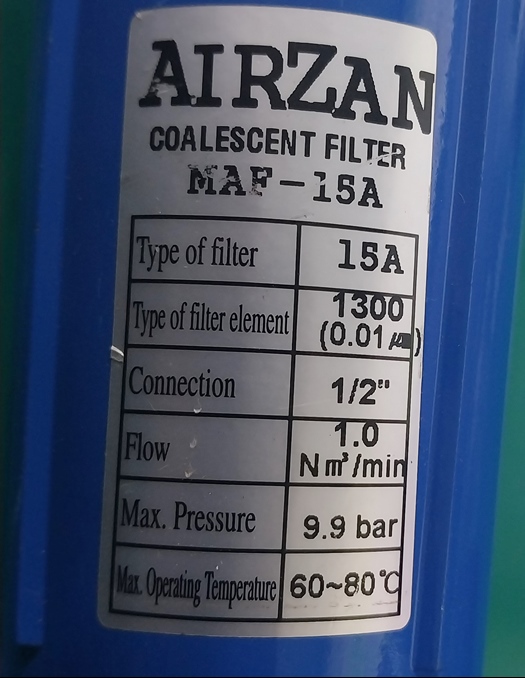 AIRZAN
COALESCENT FILTER
MAF-15A
Type of filter 15A
Type of filter element 1300 (0.01 ㎛)
Connection 1/2"
Flow 1.0 N㎥/min
Max. Pressure 9.9 bar
Max. Operating Temperature 60~80℃